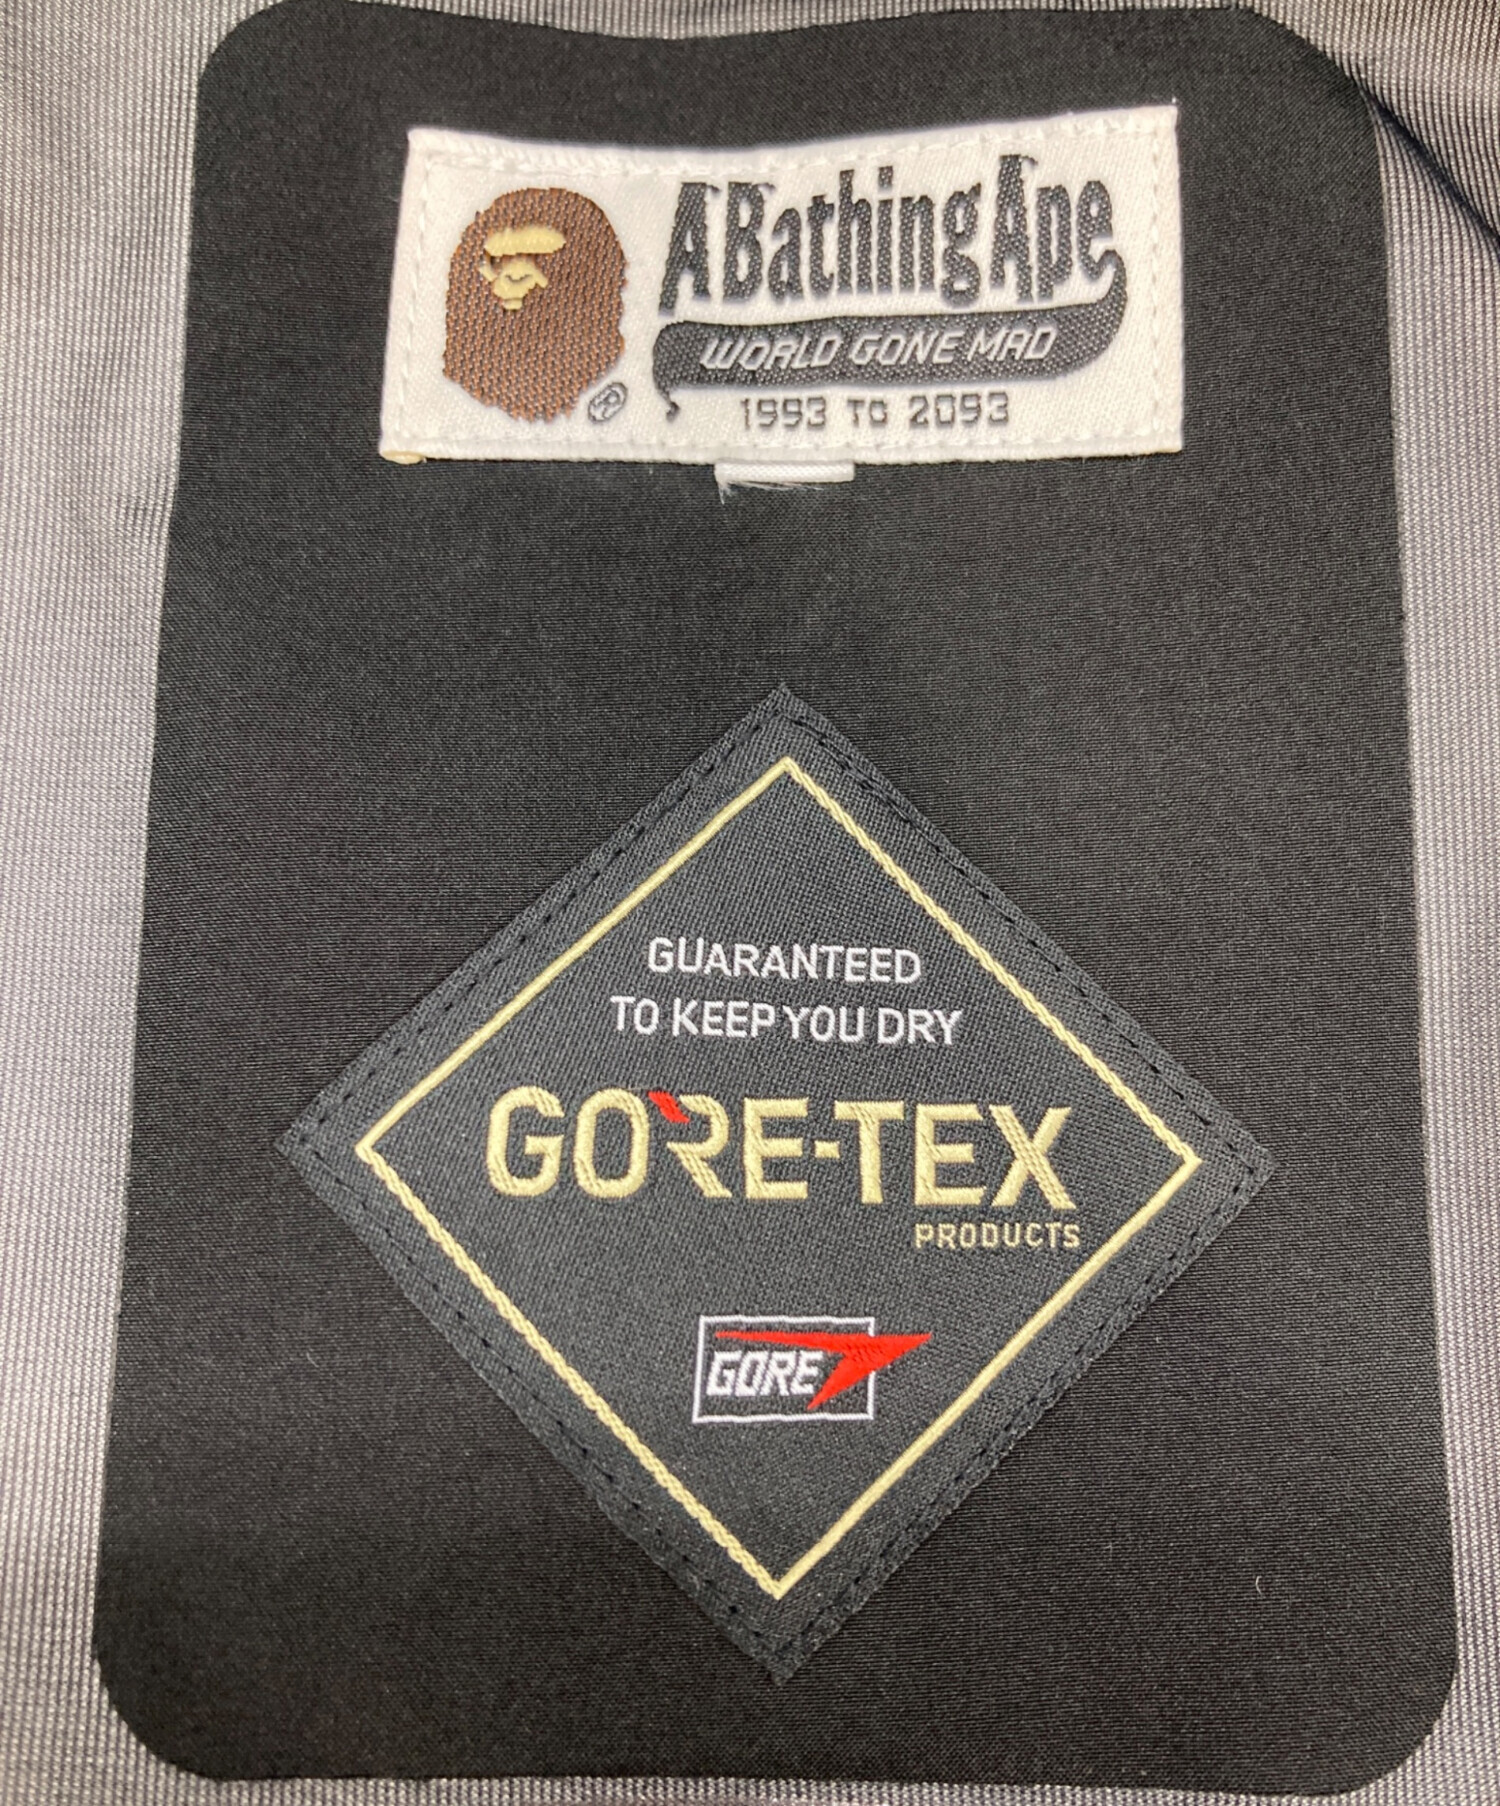 A Bathing Ape
WORLD GONE MAD
®
1993 TO 2093
GUARANTEED
TO KEEP YOU DRY
GORE-TEX
PRODUCTS
GORE